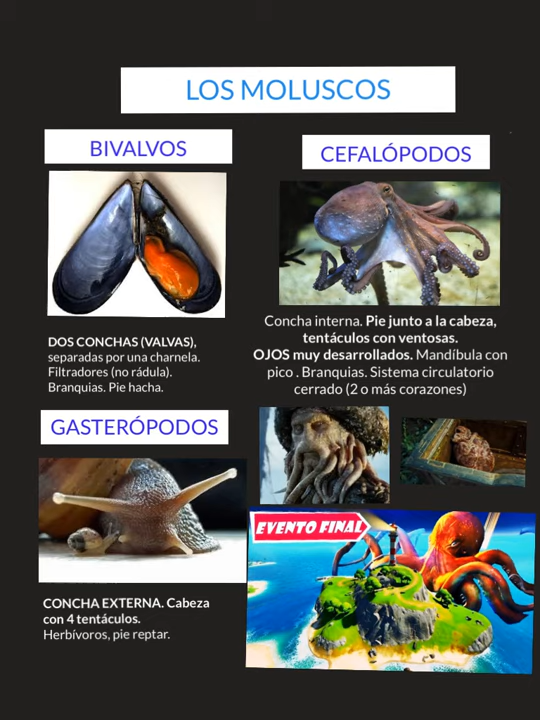 LOS MOLUSCOS
BIVALVOS
DOS CONCHAS (VALVAS),
separadas por una charnela.
Filtradores (no rádula).
Branquias. Pie hacha.
CEFALÓPODOS
Concha interna. Pie junto a la cabeza,
tentáculos con ventosas.
OJOS muy desarrollados. Mandíbula con
pico . Branquias. Sistema circulatorio
cerrado (2 o más corazones)
GASTERÓPODOS
CONCHA EXTERNA. Cabeza
con 4 tentáculos.
Herbívoros, pie reptar.
EVENTO FINAL